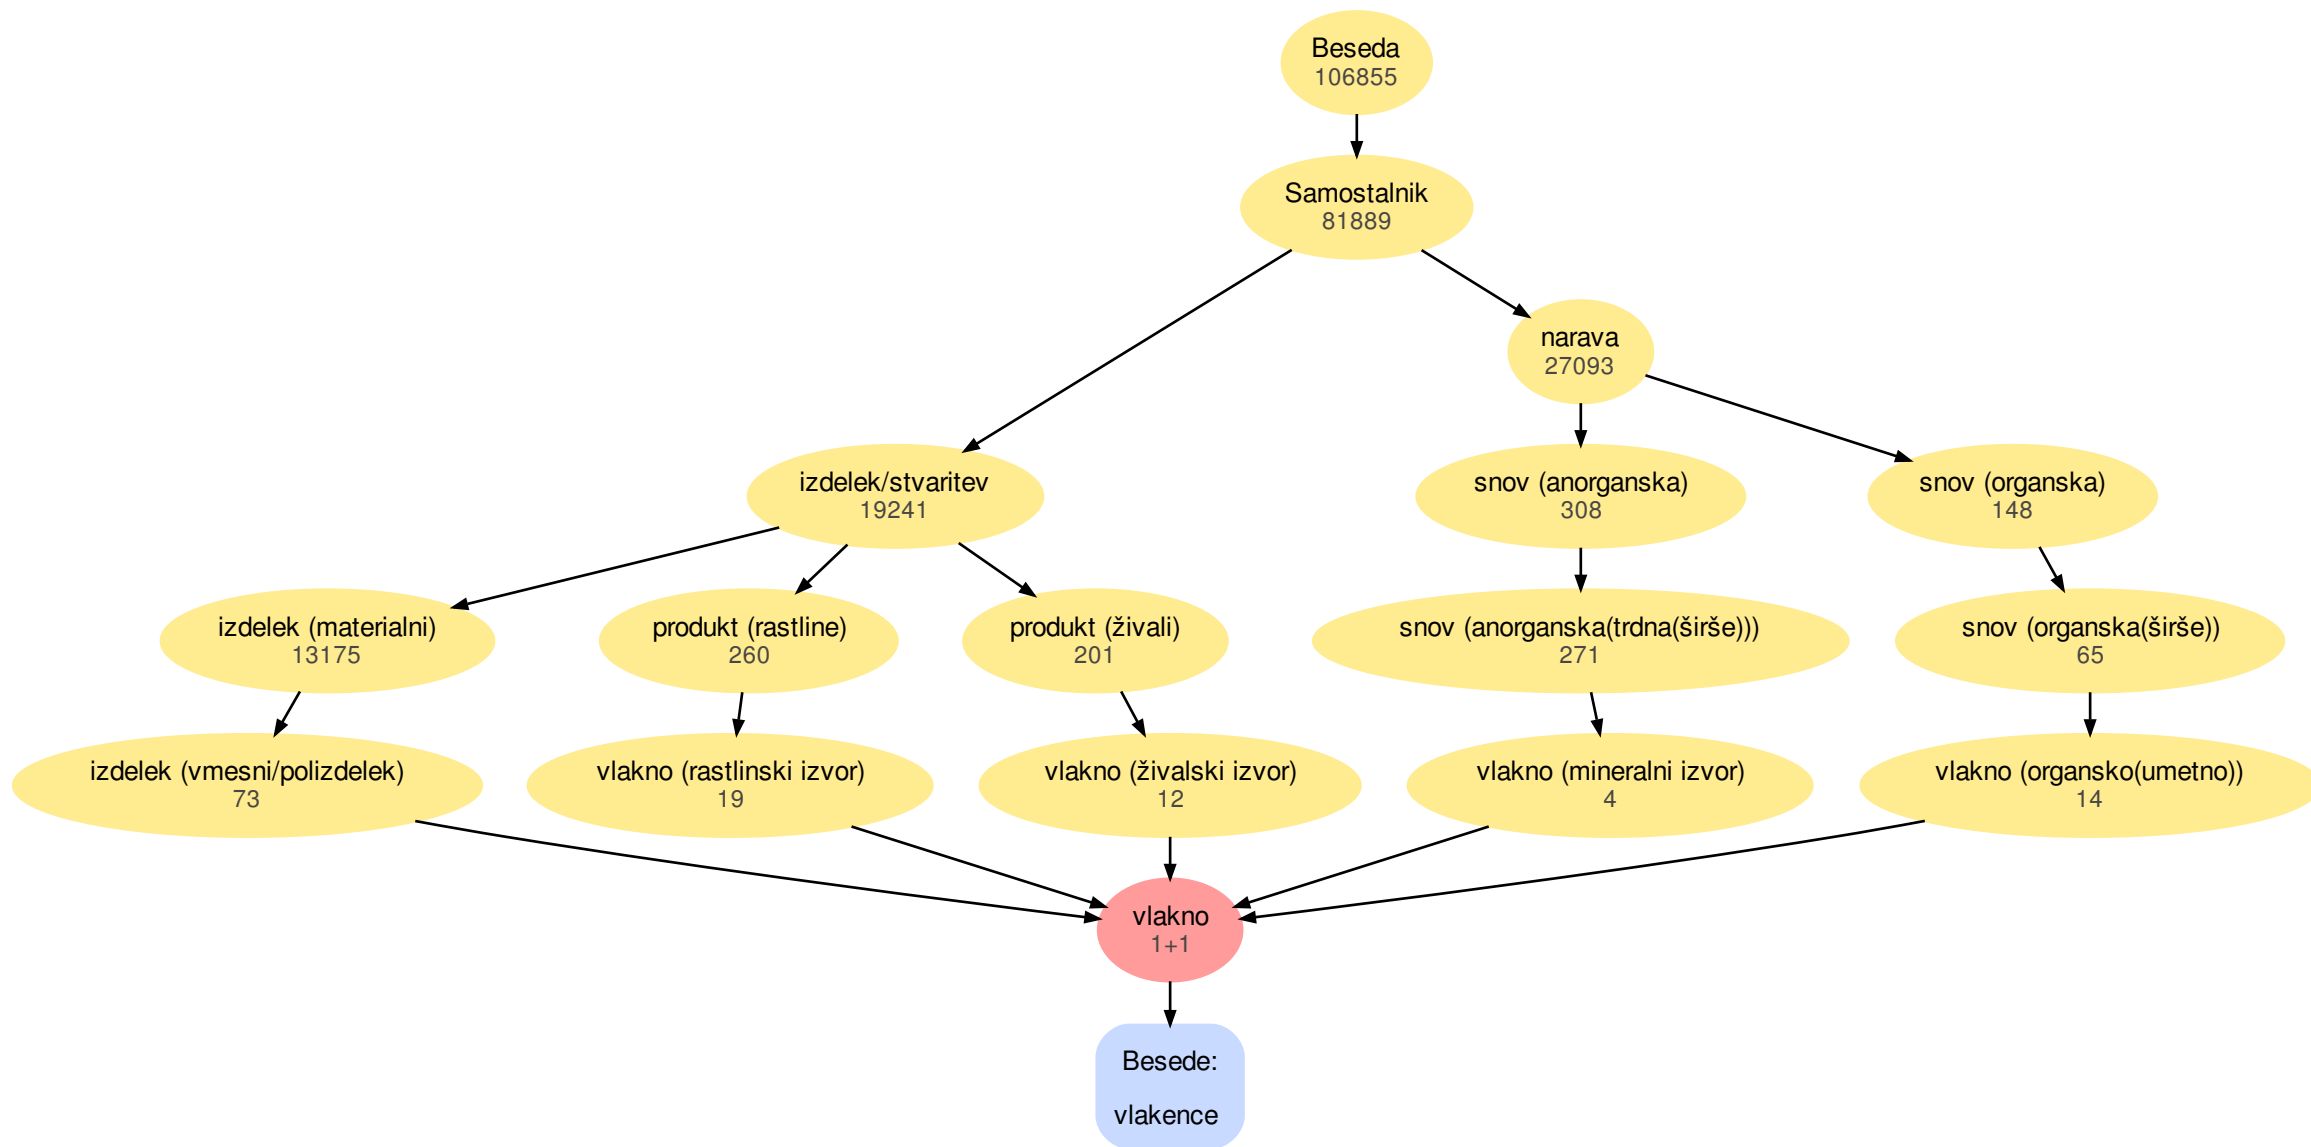 Beseda
106855
Samostalnik
81889
narava
27093
izdelek/stvaritev
19241
snov (anorganska)
308
snov (organska)
148
izdelek (materialni)
13175
produkt (rastline)
260
produkt (živali)
201
snov (anorganska(trdna(širše)))
271
snov (organska(širše))
65
izdelek (vmesni/polizdelek)
73
vlakno (rastlinski izvor)
19
vlakno (živalski izvor)
12
vlakno (mineralni izvor)
4
vlakno (organsko(umetno))
14
vlakno
1+1
Besede:
vlakence